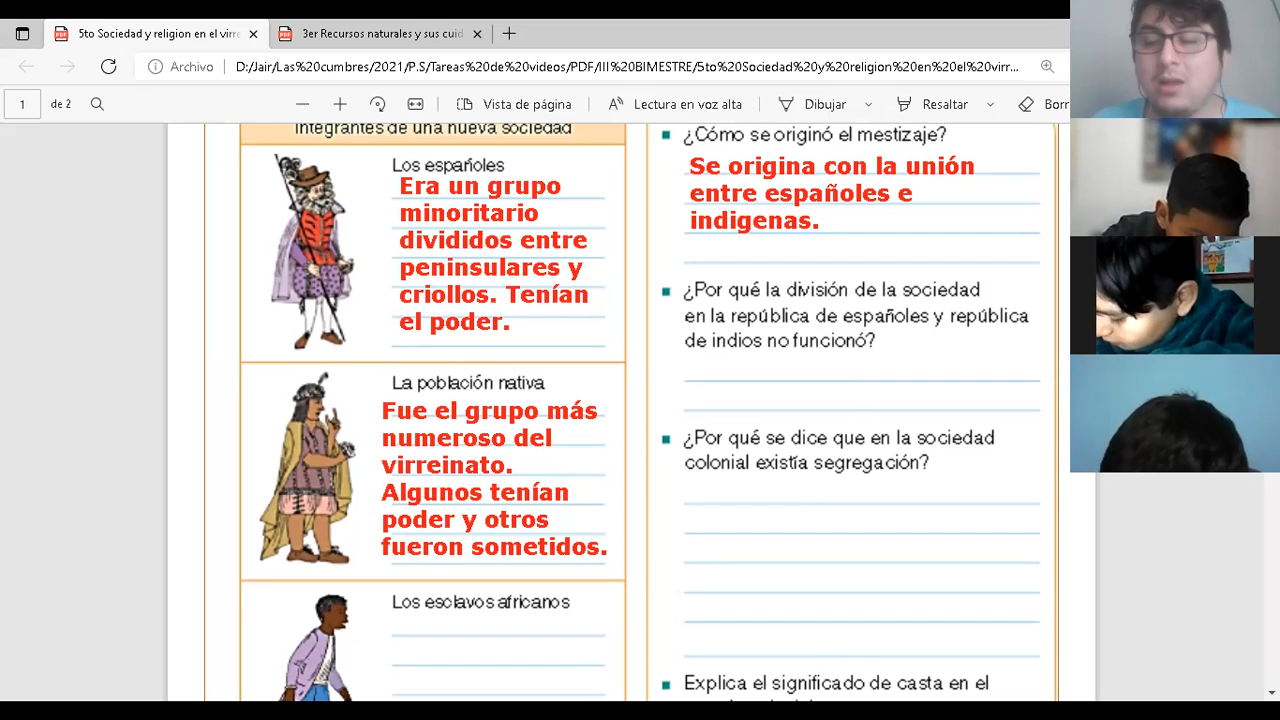 5to Sociedad y religion en el virre
3er Recursos naturales y sus cuid
Archivo
D:/Jair/Las%20cumbres/2021/P.S/Tareas%20de%20videos/PDF/III%20BIMESTRE/5to%20Sociedad%20y%20religion%20en%20el%20virr...
1
de 2
Vista de página
Lectura en voz alta
Dibujar
Resaltar
Borr
Integrantes de una nueva sociedad
Los españoles
Era un grupo
minoritario
divididos entre
peninsulares y
criollos. Tenían
el poder.
La población nativa
Fue el grupo más
numeroso del
virreinato.
Algunos tenían
poder y otros
fueron sometidos.
Los esclavos africanos
¿Cómo se originó el mestizaje?
Se origina con la unión
entre españoles e
indigenas.
¿Por qué la división de la sociedad
en la república de españoles y república
de indios no funcionó?
¿Por qué se dice que en la sociedad
colonial existía segregación?
Explica el significado de casta en el